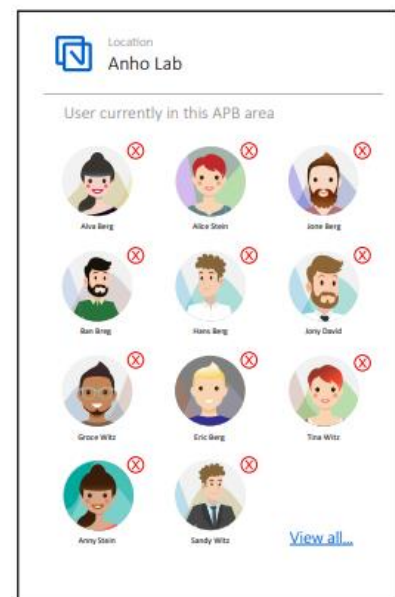 Location
Anho Lab
User currently in this APB area
Alva Berg
Alice Stein
Jone Berg
Ban Breg
Hans Berg
Jony David
Groce Witz
Eric Berg
Tina Witz
Anny Stein
Sandy Witz
View all...